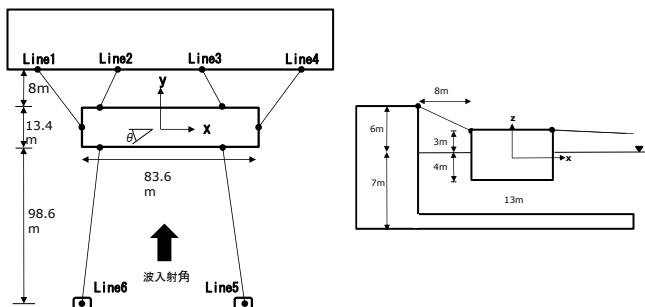 Line1 Line2 Line3 Line4
8m
y
13.4
m
θ
x
83.6
m
98.6
m
波入射角
Line6 Line5
8m
6m
z
3m
x
4m
7m
13m